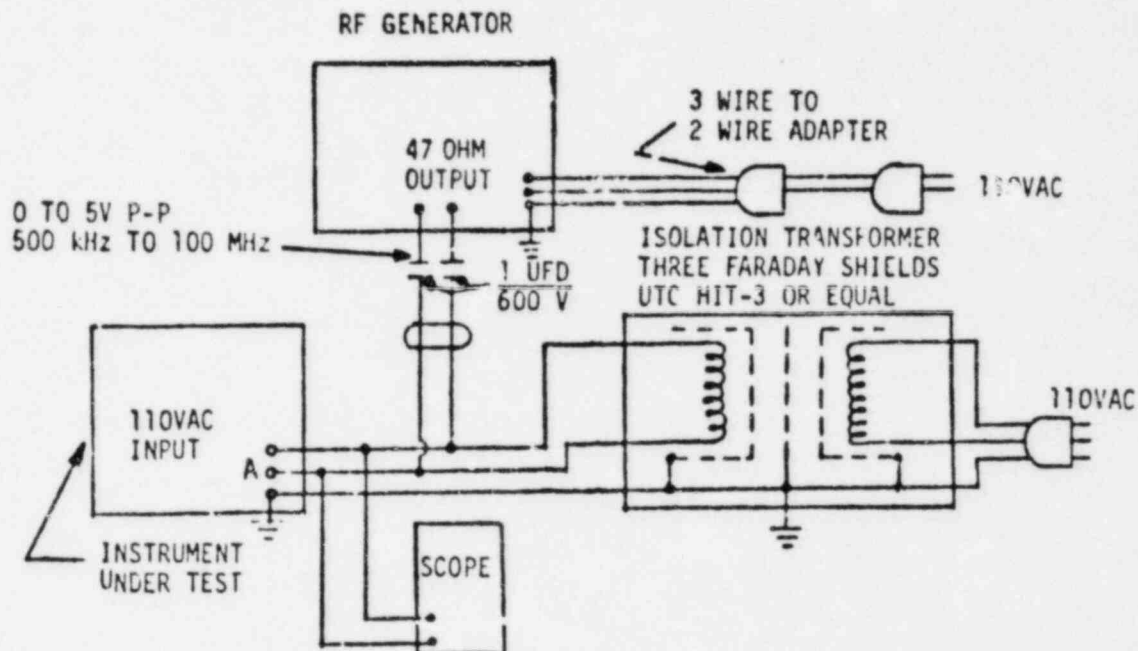 RF GENERATOR
3 WIRE TO
2 WIRE ADAPTER
47 OHM
OUTPUT
110VAC
0 TO 5V P-P
500 kHz TO 100 MHz
1 UFD
600 V
ISOLATION TRANSFORMER
THREE FARADAY SHIELDS
UTC HIT-3 OR EQUAL
110VAC
INPUT
A
110VAC
INSTRUMENT
UNDER TEST
SCOPE